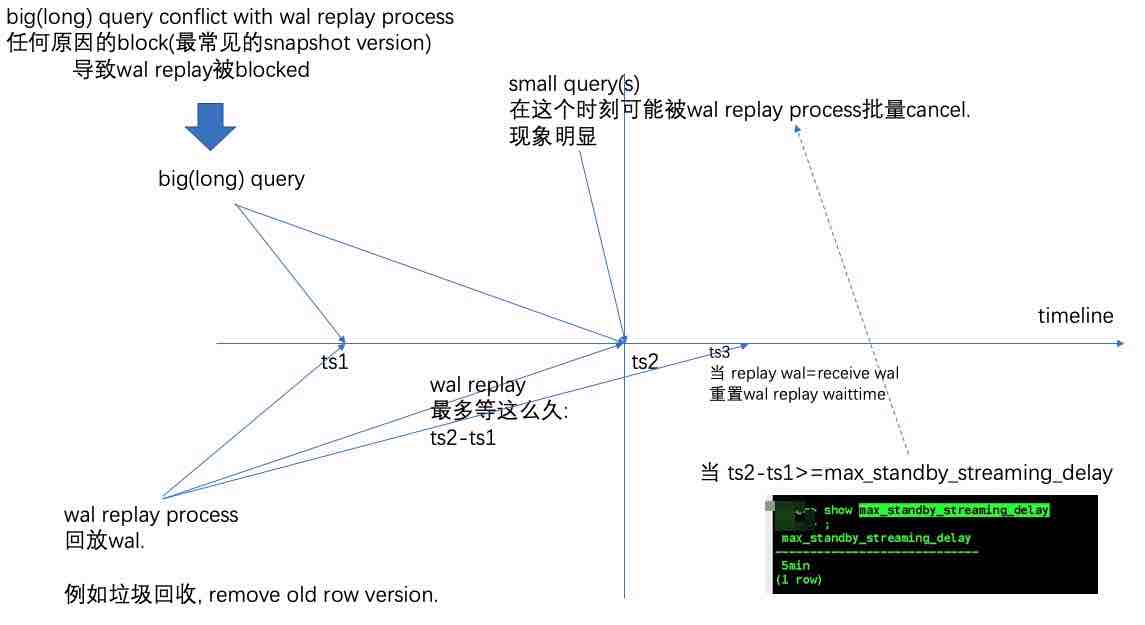 big(long) query conflict with wal replay process
任何原因的block(最常见的snapshot version)
导致wal replay被blocked
small query(s)
在这个时刻可能被wal replay process批量cancel.
现象明显
big(long) query
timeline
ts1
ts2
ts3
当 replay wal=receive wal
重置wal replay waittime
wal replay
最多等这么久:
ts2-ts1
当 ts2-ts1>=max_standby_streaming_delay
wal replay process
回放wal.
例如垃圾回收, remove old row version.
> show max_standby_streaming_delay
;
max_standby_streaming_delay
-----------------------------
5min
(1 row)